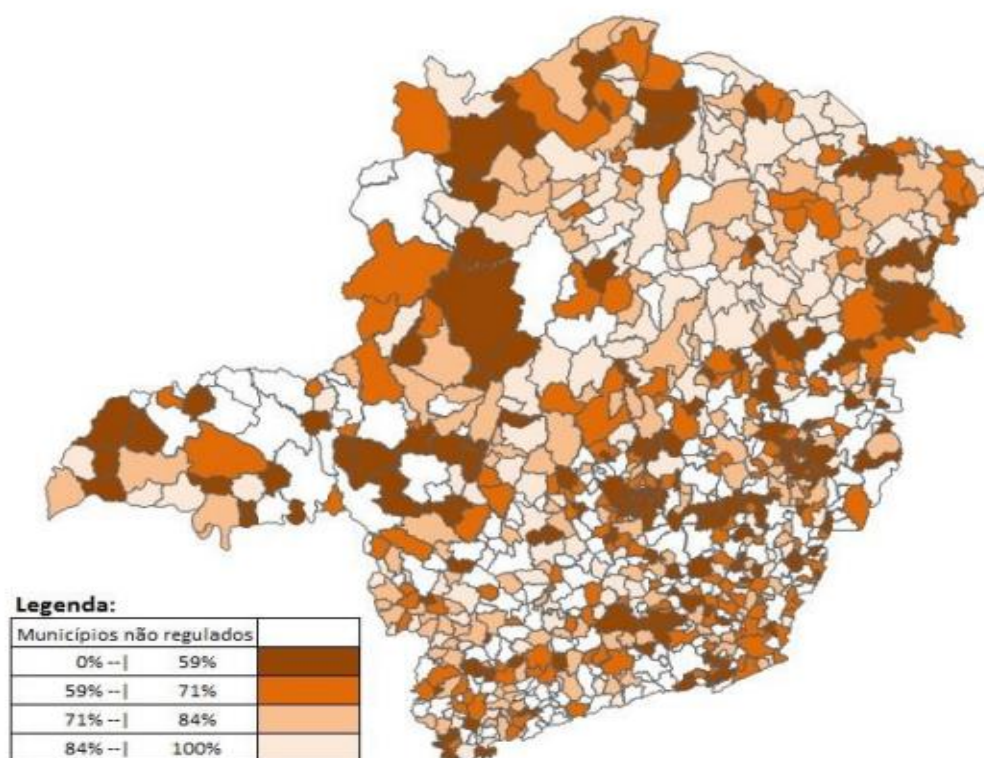 Legenda:
Municípios não regulados
0% --| 59%
59% --| 71%
71% --| 84%
84% --| 100%